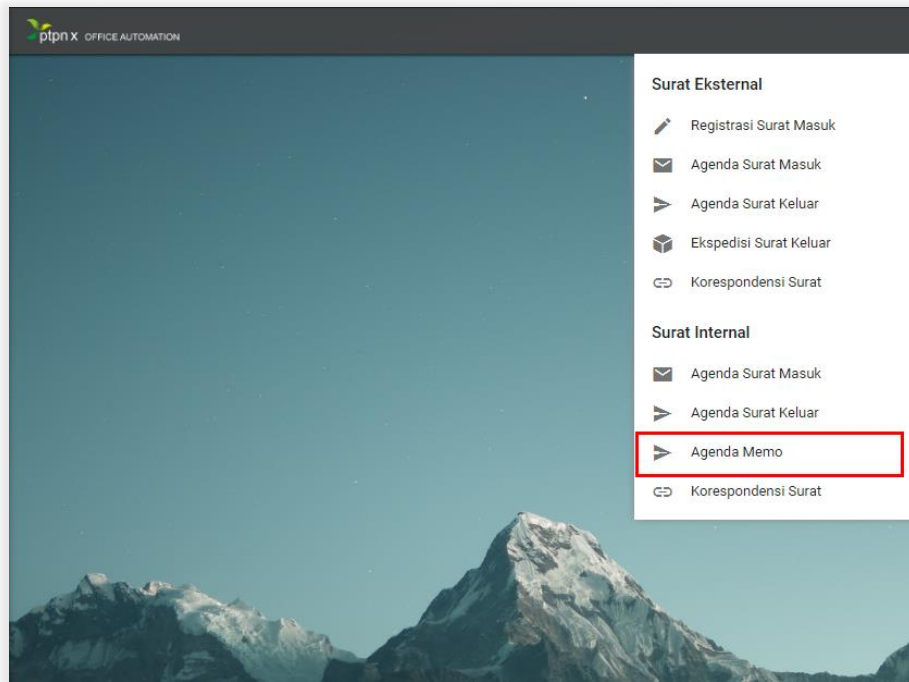 ptpn x OFFICE AUTOMATION
Surat Eksternal
Registrasi Surat Masuk
Agenda Surat Masuk
Agenda Surat Keluar
Ekspedisi Surat Keluar
Korespondensi Surat
Surat Internal
Agenda Surat Masuk
Agenda Surat Keluar
Agenda Memo
Korespondensi Surat